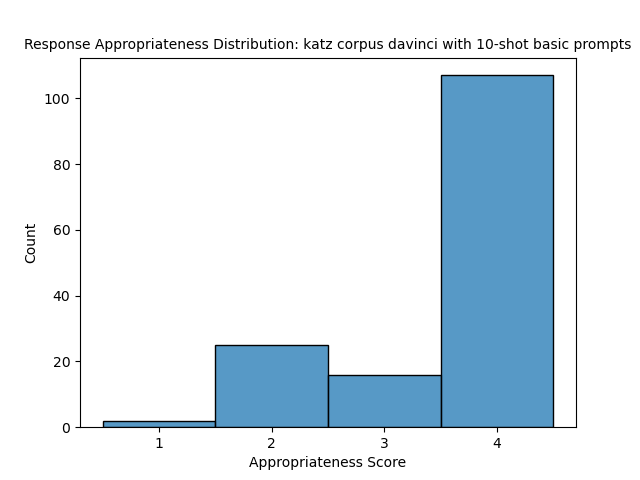 Response Appropriateness Distribution: katz corpus davinci with 10-shot basic prompts
100
80
60
40
20
0
Count
1 2 3 4
Appropriateness Score